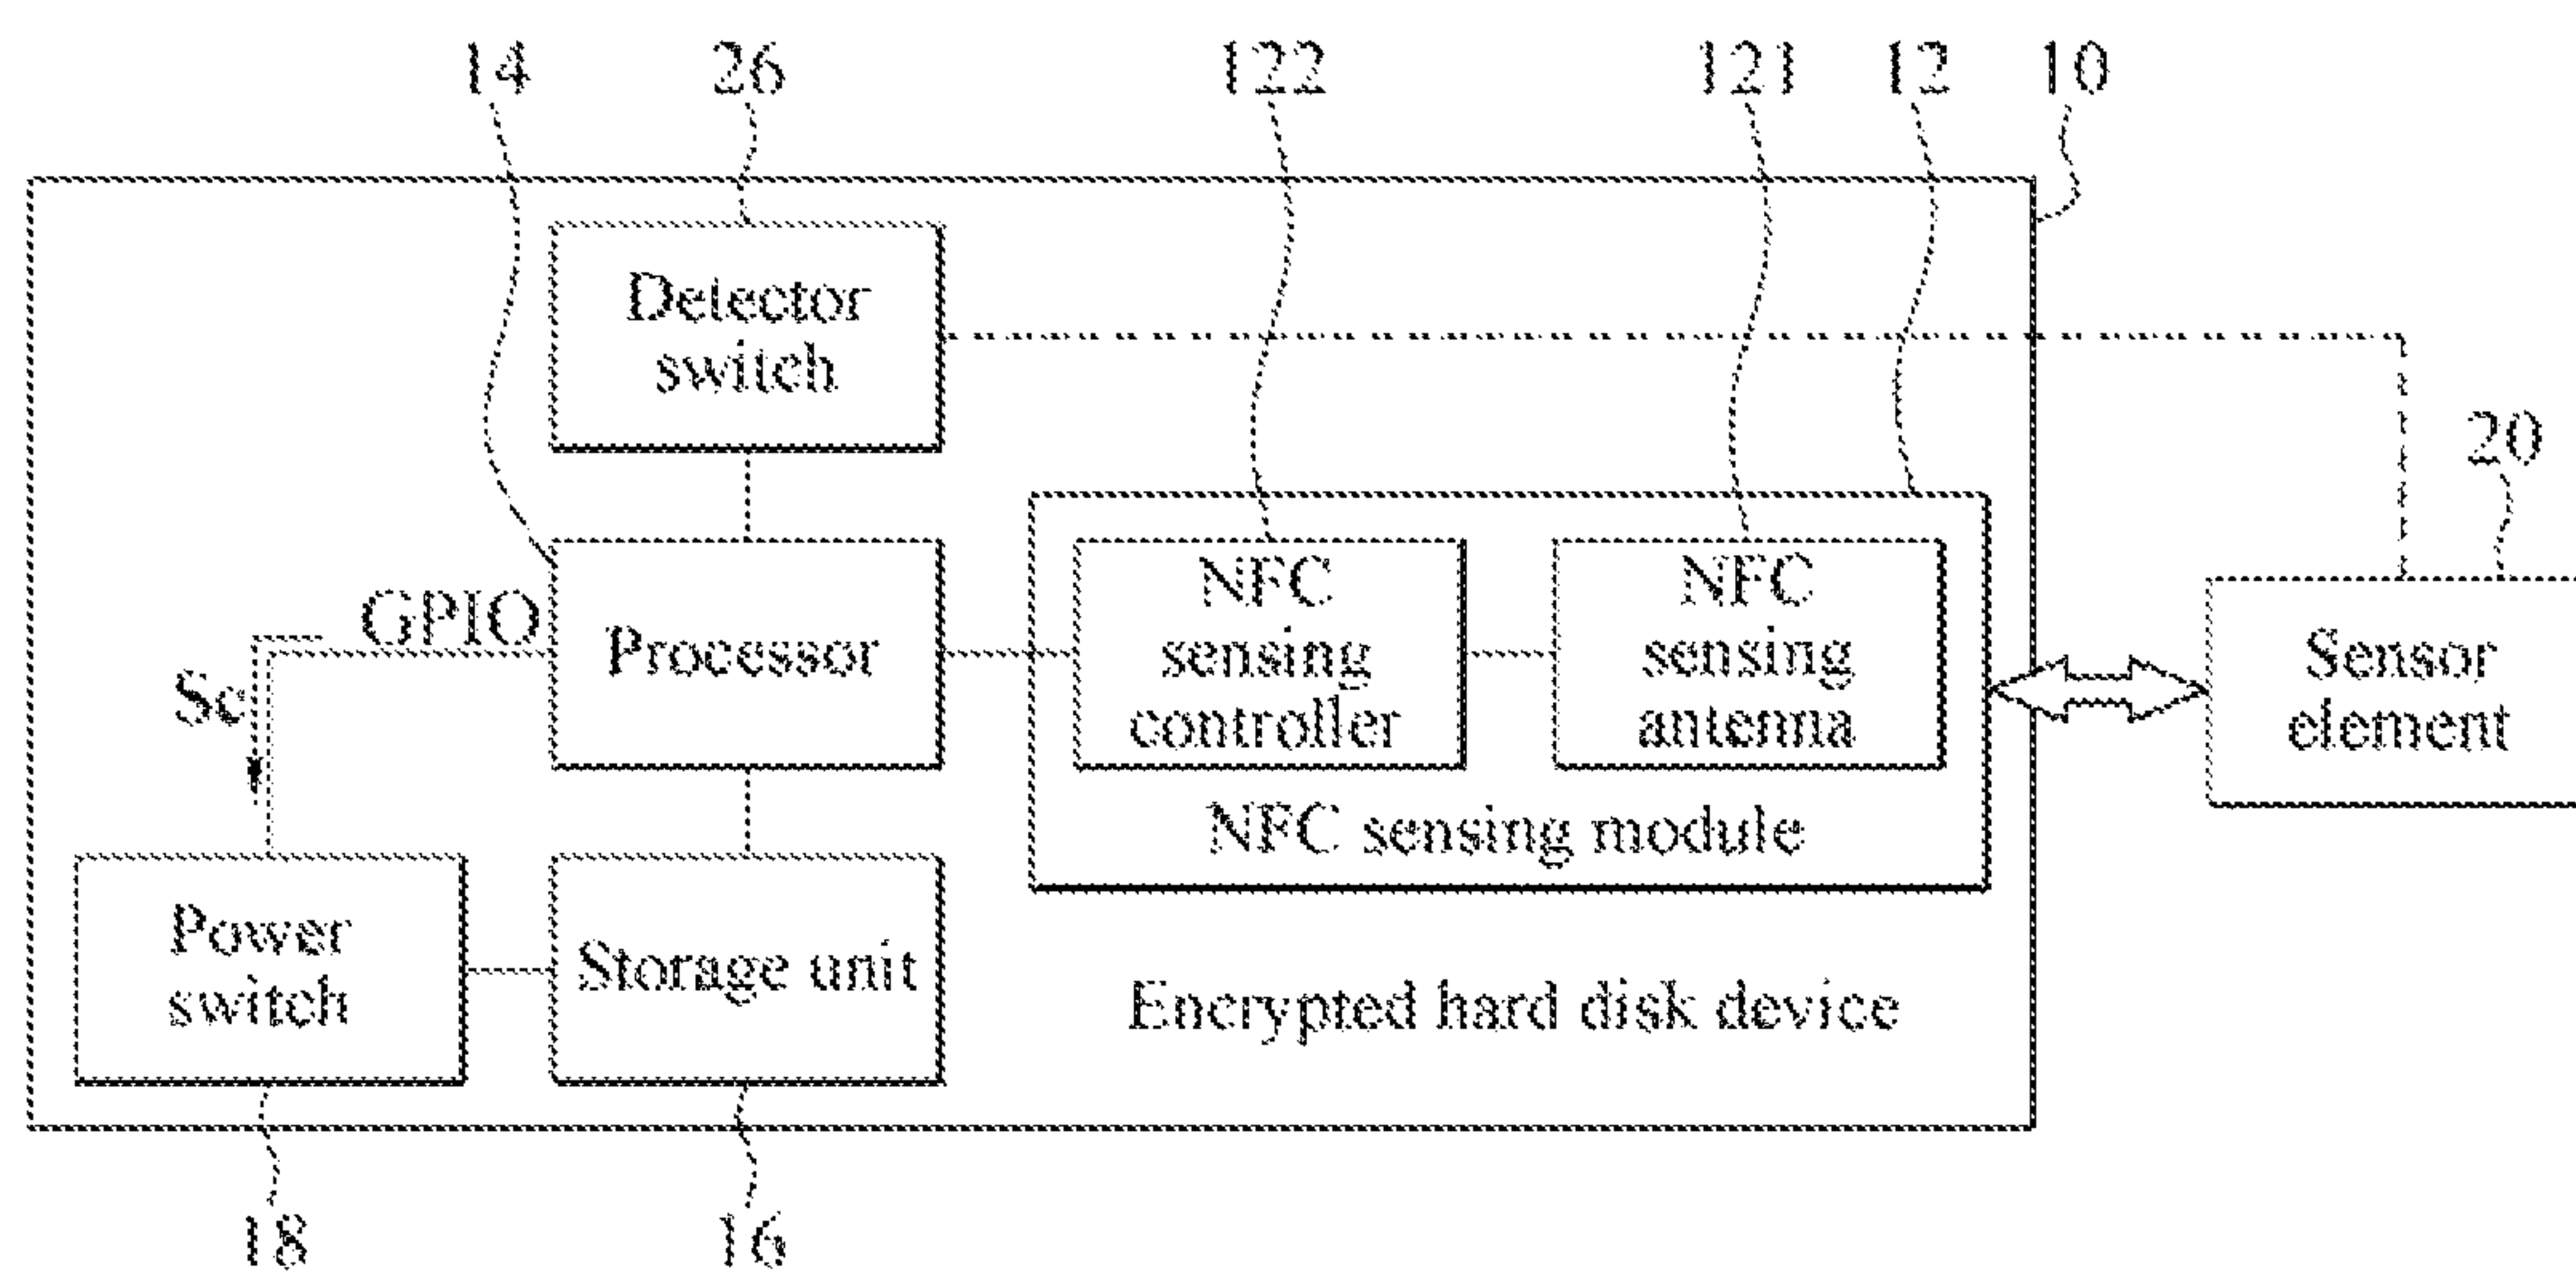 14
26
122
121
12
10
Detector
switch
20
GPIO
Sc
Processor
NFC
sensing
controller
NFC
sensing
antenna
NFC sensing module
Sensor
element
Power
switch
Storage unit
Encrypted hard disk device
18
16